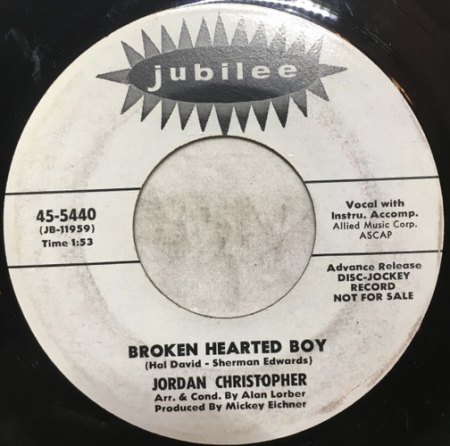 jubilee
45-5440
(JB-11959)
Time 1:53
Vocal with
Instru. Accomp.
Allied Music Corp.
ASCAP
Advance Release
DISC-JOCKEY
RECORD
NOT FOR SALE
BROKEN HEARTED BOY
(Hal David - Sherman Edwards)
JORDAN CHRISTOPHER
Arr. & Cond. By Alan Lorber
Produced By Mickey Eichner